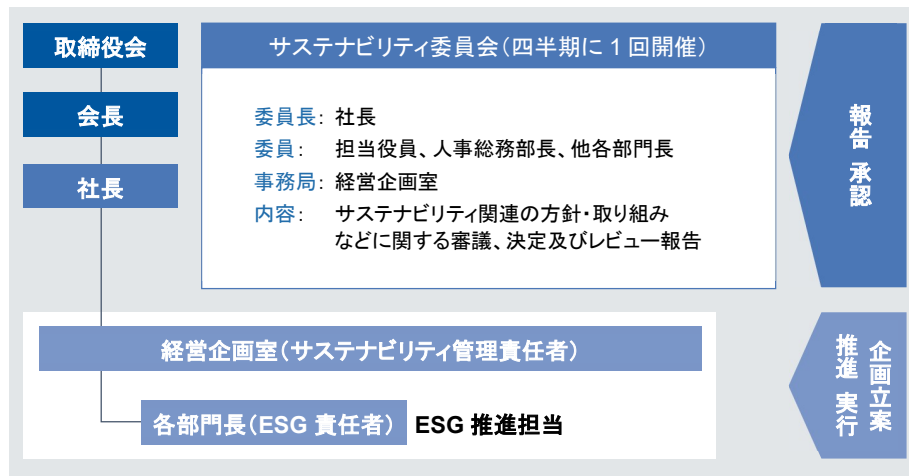 取締役会
会長
社長
サステナビリティ委員会(四半期に1回開催)
委員長: 社長
委員: 担当役員、人事総務部長、他各部門長
事務局: 経営企画室
内容: サステナビリティ関連の方針・取り組み
などに関する審議、決定及びレビュー報告
報告 承認
経営企画室(サステナビリティ管理責任者)
各部門長(ESG 責任者) ESG 推進担当
企画立案
推進 実行